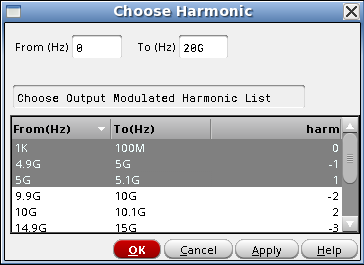 Choose Harmonic
From (Hz) 0 To (Hz) 20G
Choose Output Modulated Harmonic List
From(Hz) To(Hz) harm
1K 100M 0
4.9G 5G -1
5G 5.1G 1
9.9G 10G -2
10G 10.1G 2
14.9G 15G -3
OK Cancel Apply Help